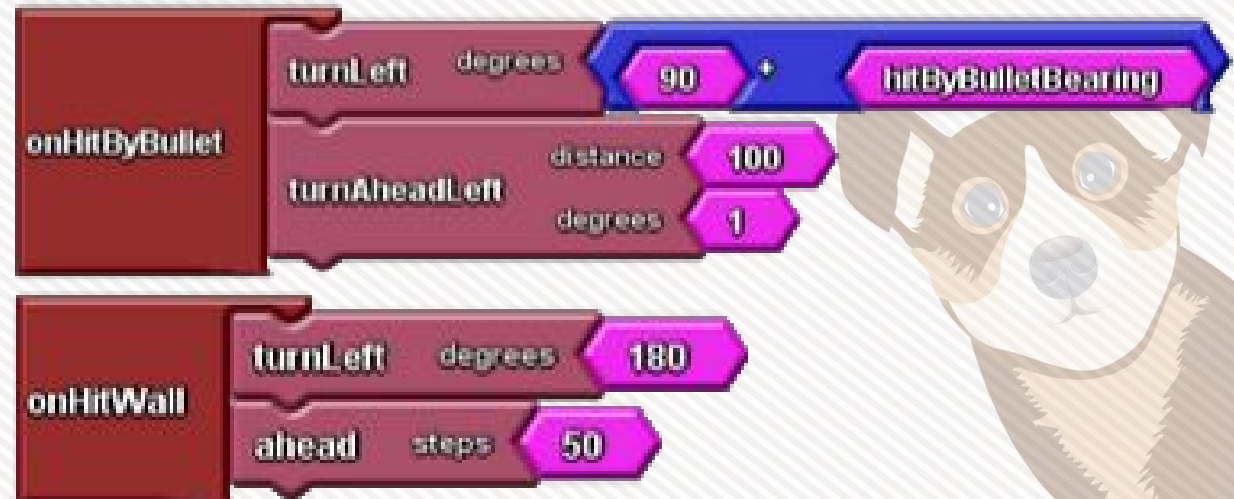 onHitByBullet
turnLeft degrees 90 + hitByBulletBearing
turnAheadLeft
distance 100
degrees 1
onHitWall
turnLeft degrees 180
ahead steps 50